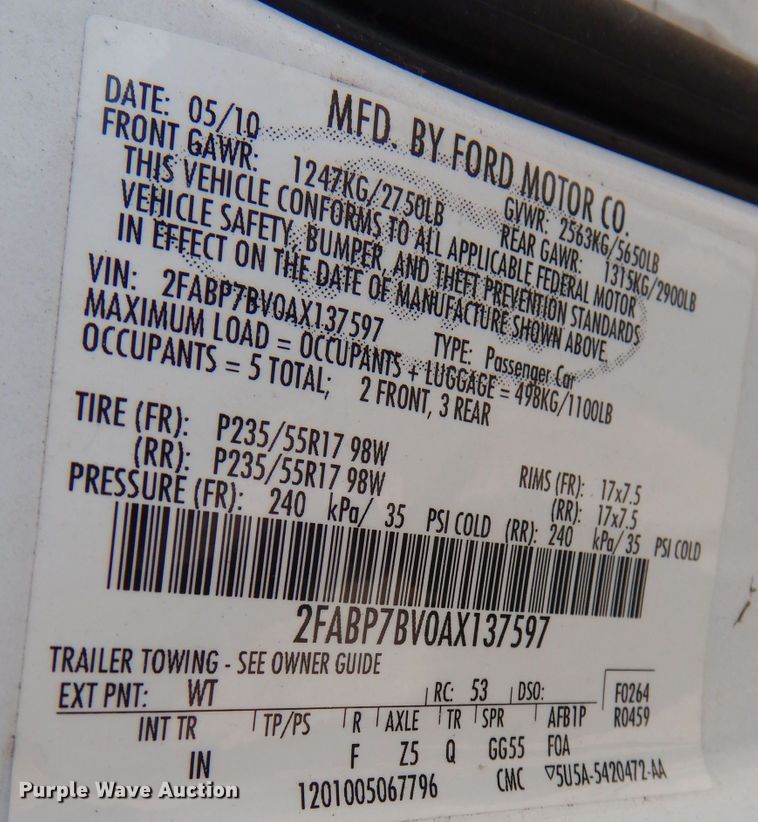 MFD. BY FORD MOTOR CO.
DATE: 05/10 GVWR: 2563KG/5650LB
FRONT GAWR: 1247KG/2750LB REAR GAWR: 1315KG/2900LB
THIS VEHICLE CONFORMS TO ALL APPLICABLE FEDERAL MOTOR
VEHICLE SAFETY, BUMPER, AND THEFT PREVENTION STANDARDS
IN EFFECT ON THE DATE OF MANUFACTURE SHOWN ABOVE.
VIN: 2FABP7BV0AX137597 TYPE: Passenger Car
MAXIMUM LOAD = OCCUPANTS + LUGGAGE = 498KG/1100LB
OCCUPANTS = 5 TOTAL; 2 FRONT, 3 REAR
TIRE (FR): P235/55R17 98W RIMS (FR): 17x7.5
(RR): P235/55R17 98W (RR): 17x7.5
PRESSURE (FR): 240 kPa/ 35 PSI COLD (RR): 240 kPa/ 35 PSI COLD
2FABP7BV0AX137597
TRAILER TOWING - SEE OWNER GUIDE
EXT PNT: WT RC: 53 DSO: F0264
INT TR TP/PS R AXLE TR SPR AFB1P R0459
IN F Z5 Q GG55 FOA
1201005067796 CMC ▽5U5A-5420472-AA
Purple Wave Auction